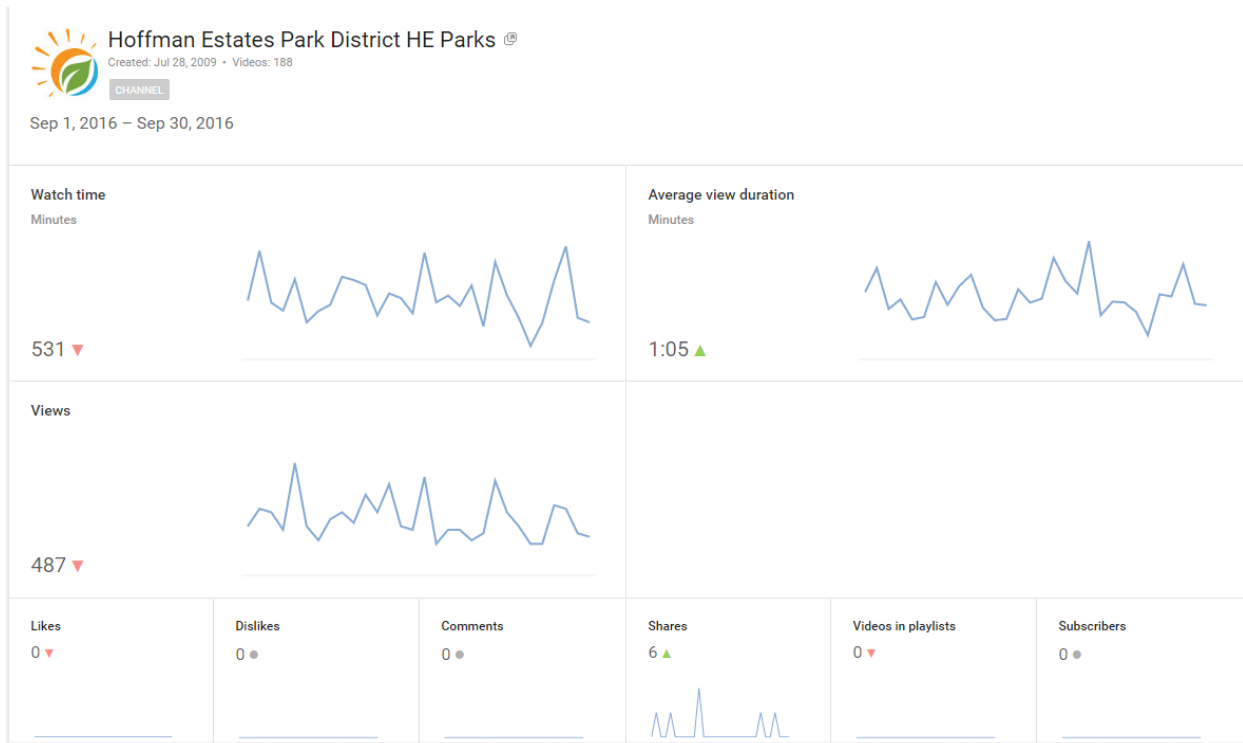 Hoffman Estates Park District HE Parks
Created: Jul 28, 2009 • Videos: 188
CHANNEL
Sep 1, 2016 – Sep 30, 2016
Watch time
Minutes
531
Average view duration
Minutes
1:05
Views
487
Likes
0
Dislikes
0
Comments
0
Shares
6
Videos in playlists
0
Subscribers
0